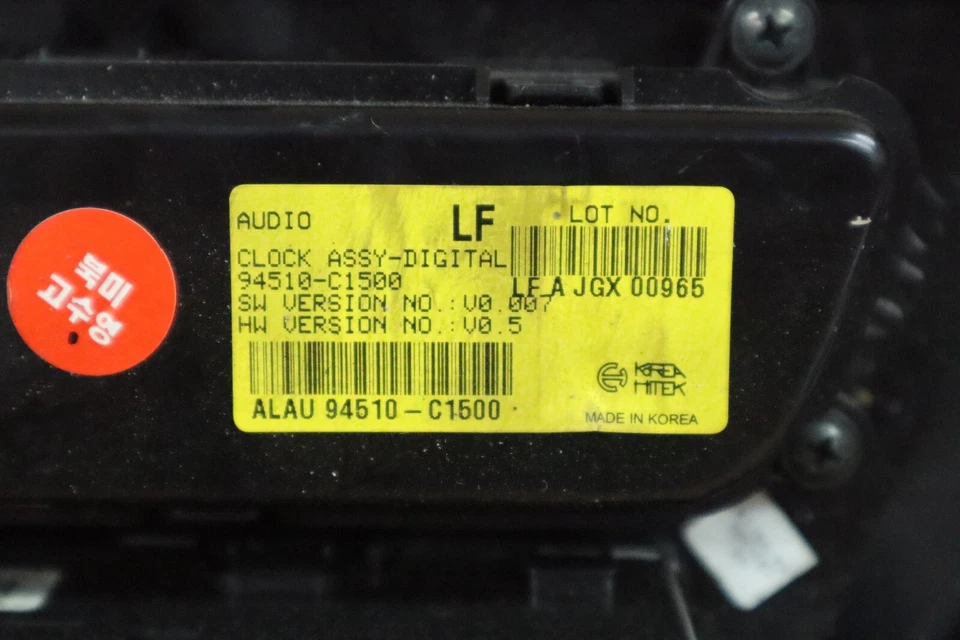 북미
고수영
AUDIO
LF
LOT NO.
CLOCK ASSY-DIGITAL
94510-C1500
LF A JGX 00965
SW VERSION NO.:V0.007
HW VERSION NO.:V0.5
ALAU 94510-C1500
KOREA
HITEK
MADE IN KOREA